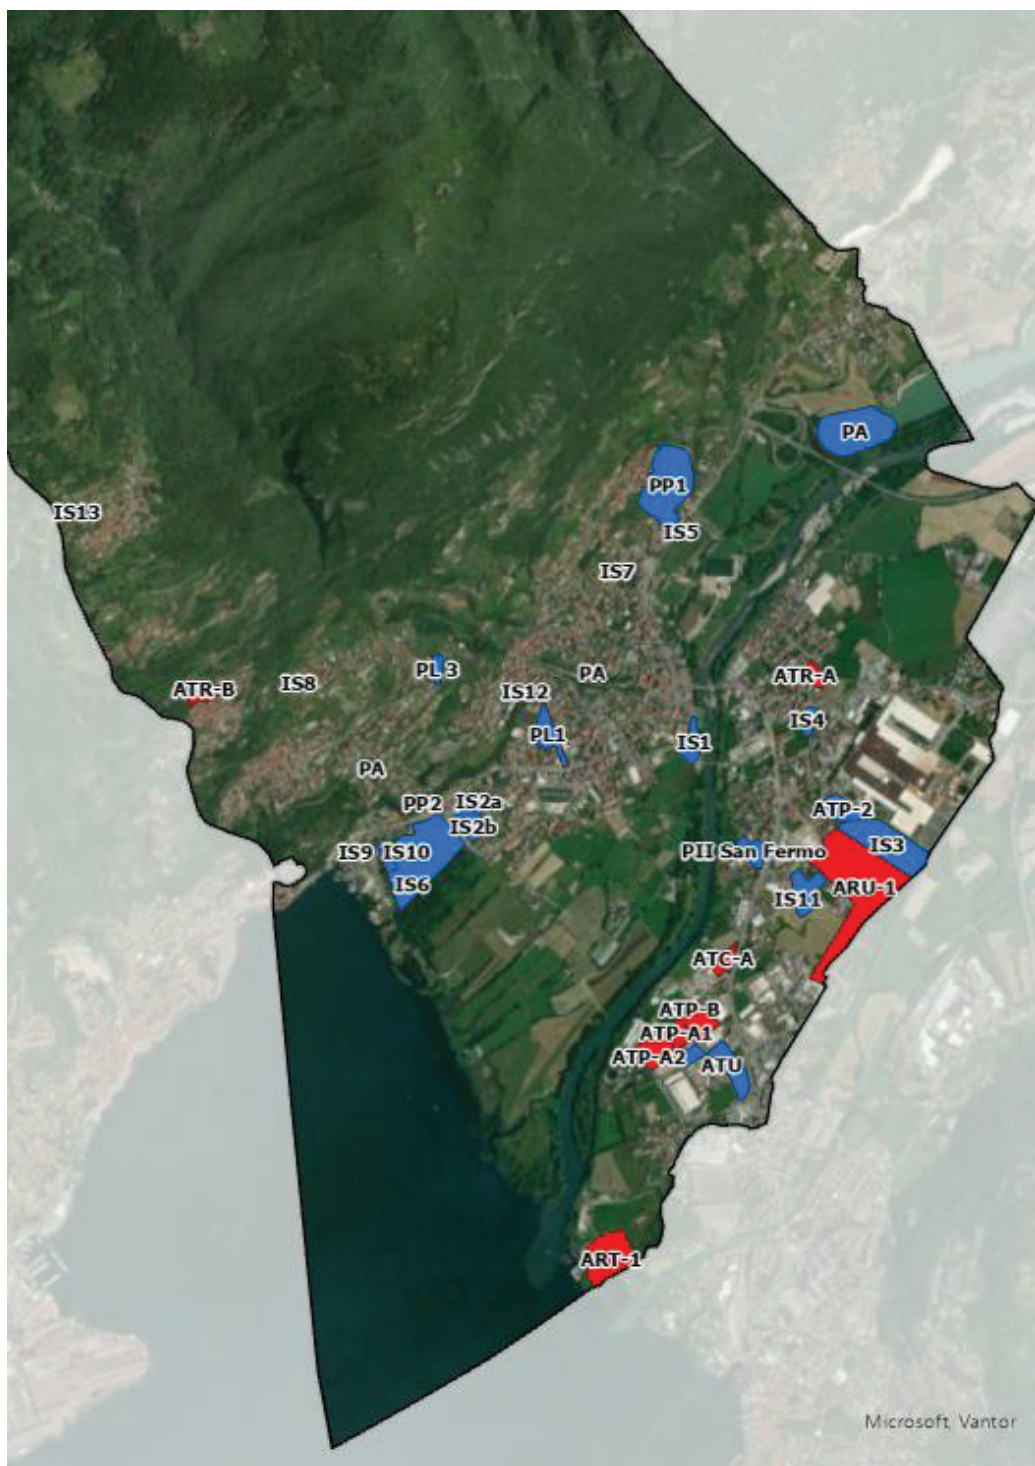 PA
PP1
IS13
IS5
IS7
PL 3
PA
ATR-A
ATR-B
IS8
IS12
IS4
PL1
IS1
PA
PP2
IS2a
ATP-2
IS2b
IS3
IS9
IS10
PII San Fermo
IS6
ARU-1
IS11
ATC-A
ATP-B
ATP-A1
ATP-A2
ATU
ART-1
Microsoft, Vantor